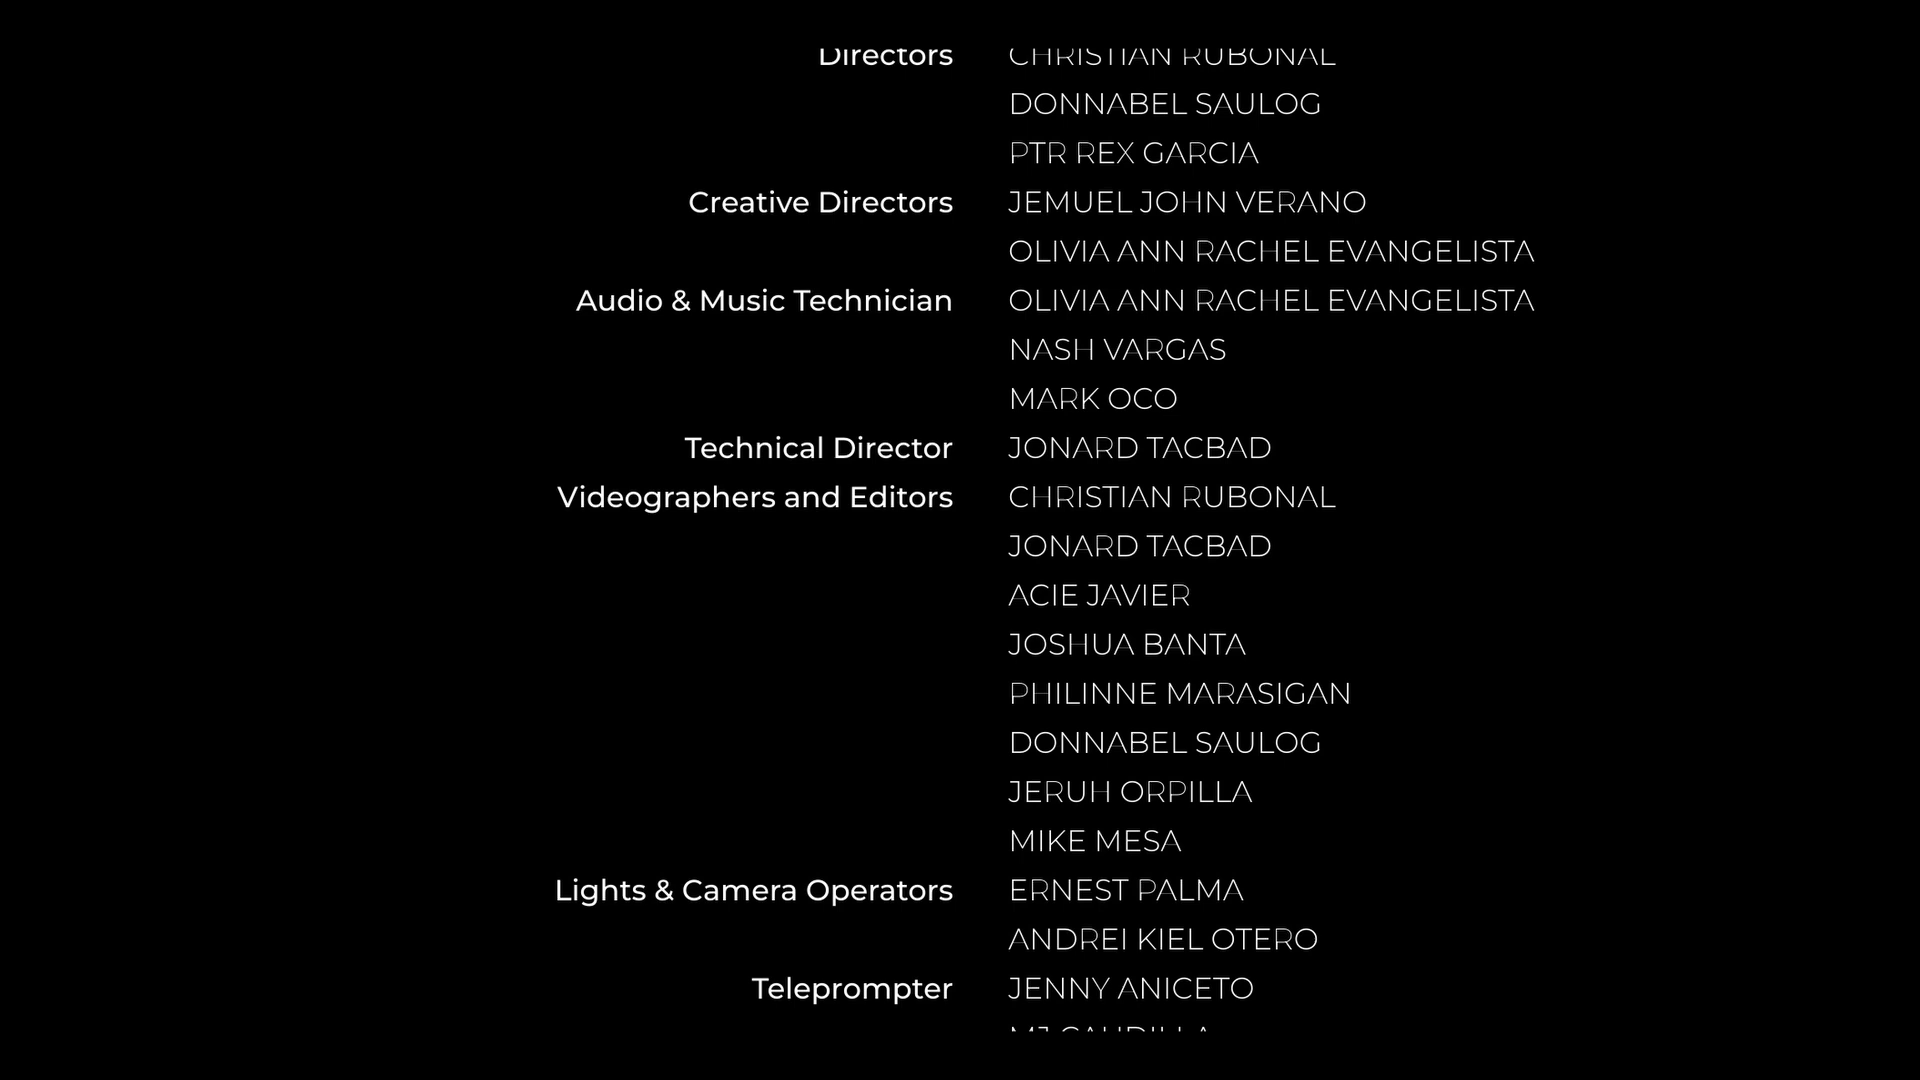 Directors CHRISTIAN RUBONAL
DONNABEL SAULOG
PTR REX GARCIA
Creative Directors JEMUEL JOHN VERANO
OLIVIA ANN RACHEL EVANGELISTA
Audio & Music Technician OLIVIA ANN RACHEL EVANGELISTA
NASH VARGAS
MARK OCO
Technical Director JONARD TACBAD
Videographers and Editors CHRISTIAN RUBONAL
JONARD TACBAD
ACIE JAVIER
JOSHUA BANTA
PHILINNE MARASIGAN
DONNABEL SAULOG
JERUH ORPILLA
MIKE MESA
Lights & Camera Operators ERNEST PALMA
ANDREI KIEL OTERO
Teleprompter JENNY ANICETO
MJ